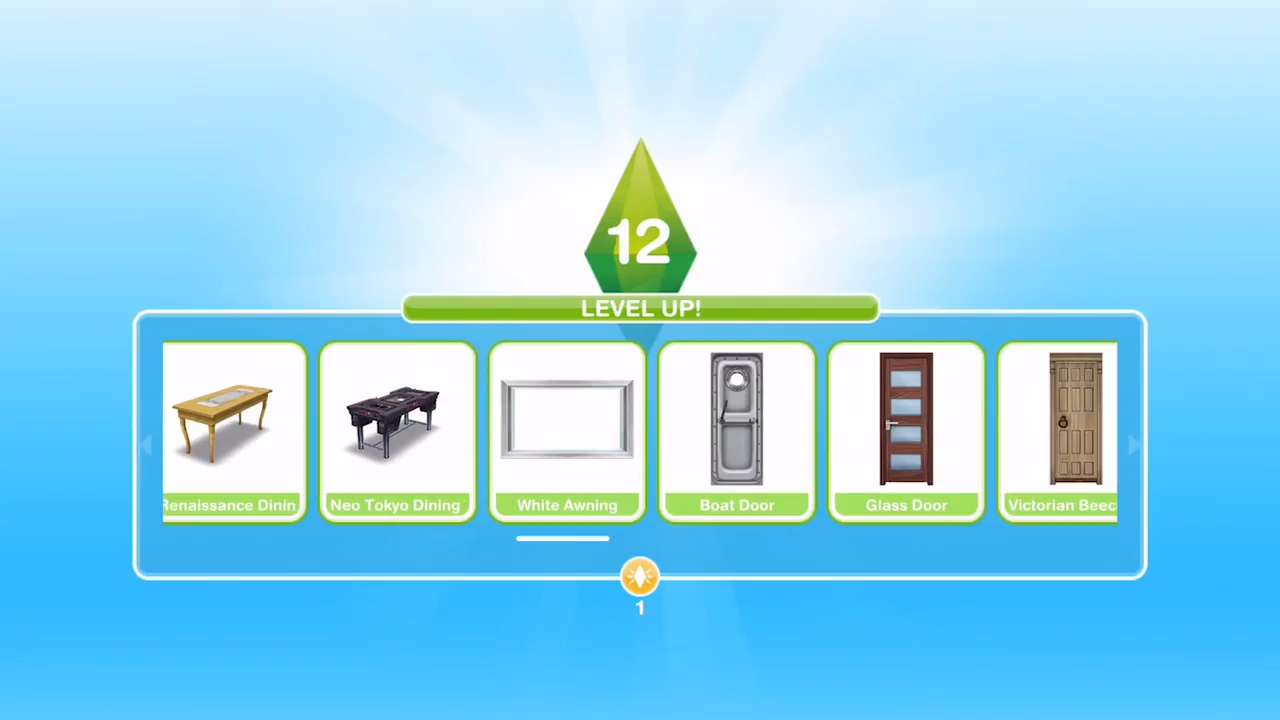 12
LEVEL UP!
Renaissance Dinin
Neo Tokyo Dining
White Awning
Boat Door
Glass Door
Victorian Beec
1